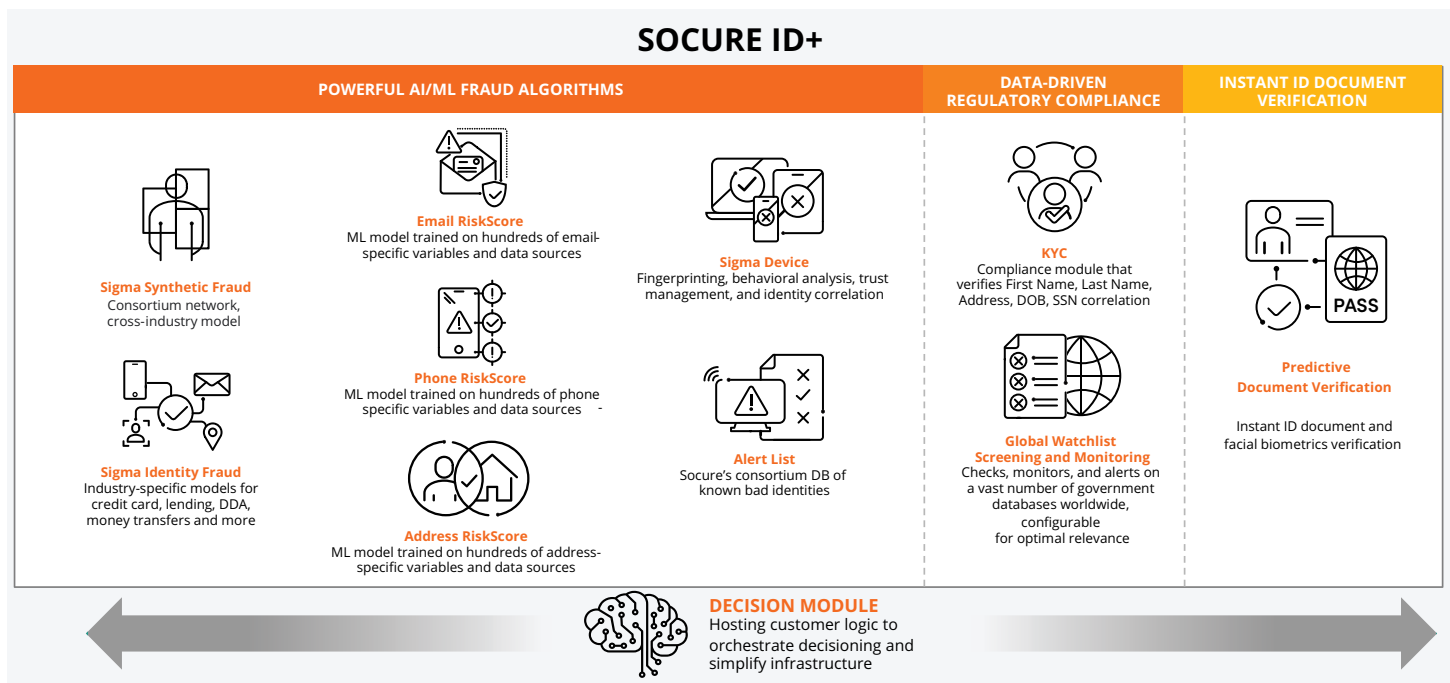 SOCURE ID+
POWERFUL AI/ML FRAUD ALGORITHMS
DATA-DRIVEN
REGULATORY COMPLIANCE
INSTANT ID DOCUMENT
VERIFICATION
Sigma Synthetic Fraud
Consortium network,
cross-industry model
Sigma Identity Fraud
Industry-specific models for
credit card, lending, DDA,
money transfers and more
Email RiskScore
ML model trained on hundreds of email-
specific variables and data sources
Phone RiskScore
ML model trained on hundreds of phone
specific variables and data sources -
Address RiskScore
ML model trained on hundreds of address-
specific variables and data sources
Sigma Device
Fingerprinting, behavioral analysis, trust
management, and identity correlation
Alert List
Socure’s consortium DB of
known bad identities
KYC
Compliance module that
verifies First Name, Last Name,
Address, DOB, SSN correlation
Global Watchlist
Screening and Monitoring
Checks, monitors, and alerts on
a vast number of government
databases worldwide,
configurable
for optimal relevance
PASS
Predictive
Document Verification
Instant ID document and
facial biometrics verification
DECISION MODULE
Hosting customer logic to
orchestrate decisioning and
simplify infrastructure